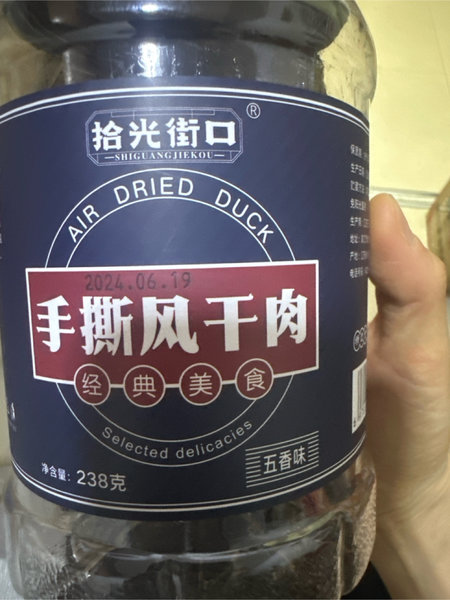 拾光街口®
SHIGUANGJIEKOU
AIR DRIED DUCK
2024.06.19
手撕风干肉
经典美食
Selected delicacies
五香味
净含量: 238克